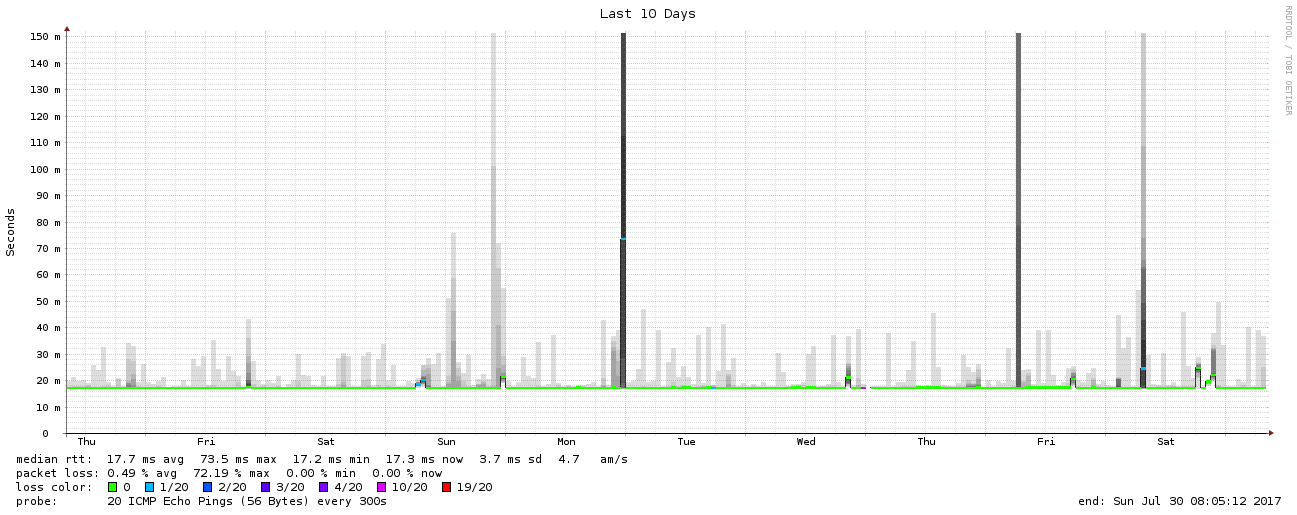 Last 10 Days
RRDTOOL / TOBI OETIKER
Seconds
150 m
140 m
130 m
120 m
110 m
100 m
90 m
80 m
70 m
60 m
50 m
40 m
30 m
20 m
10 m
0
Thu Fri Sat Sun Mon Tue Wed Thu Fri Sat
median rtt: 17.7 ms avg 73.5 ms max 17.2 ms min 17.3 ms now 3.7 ms sd 4.7 am/s
packet loss: 0.49 % avg 72.19 % max 0.00 % min 0.00 % now
loss color: 0 1/20 2/20 3/20 4/20 10/20 19/20
probe: 20 ICMP Echo Pings (56 Bytes) every 300s end: Sun Jul 30 08:05:12 2017